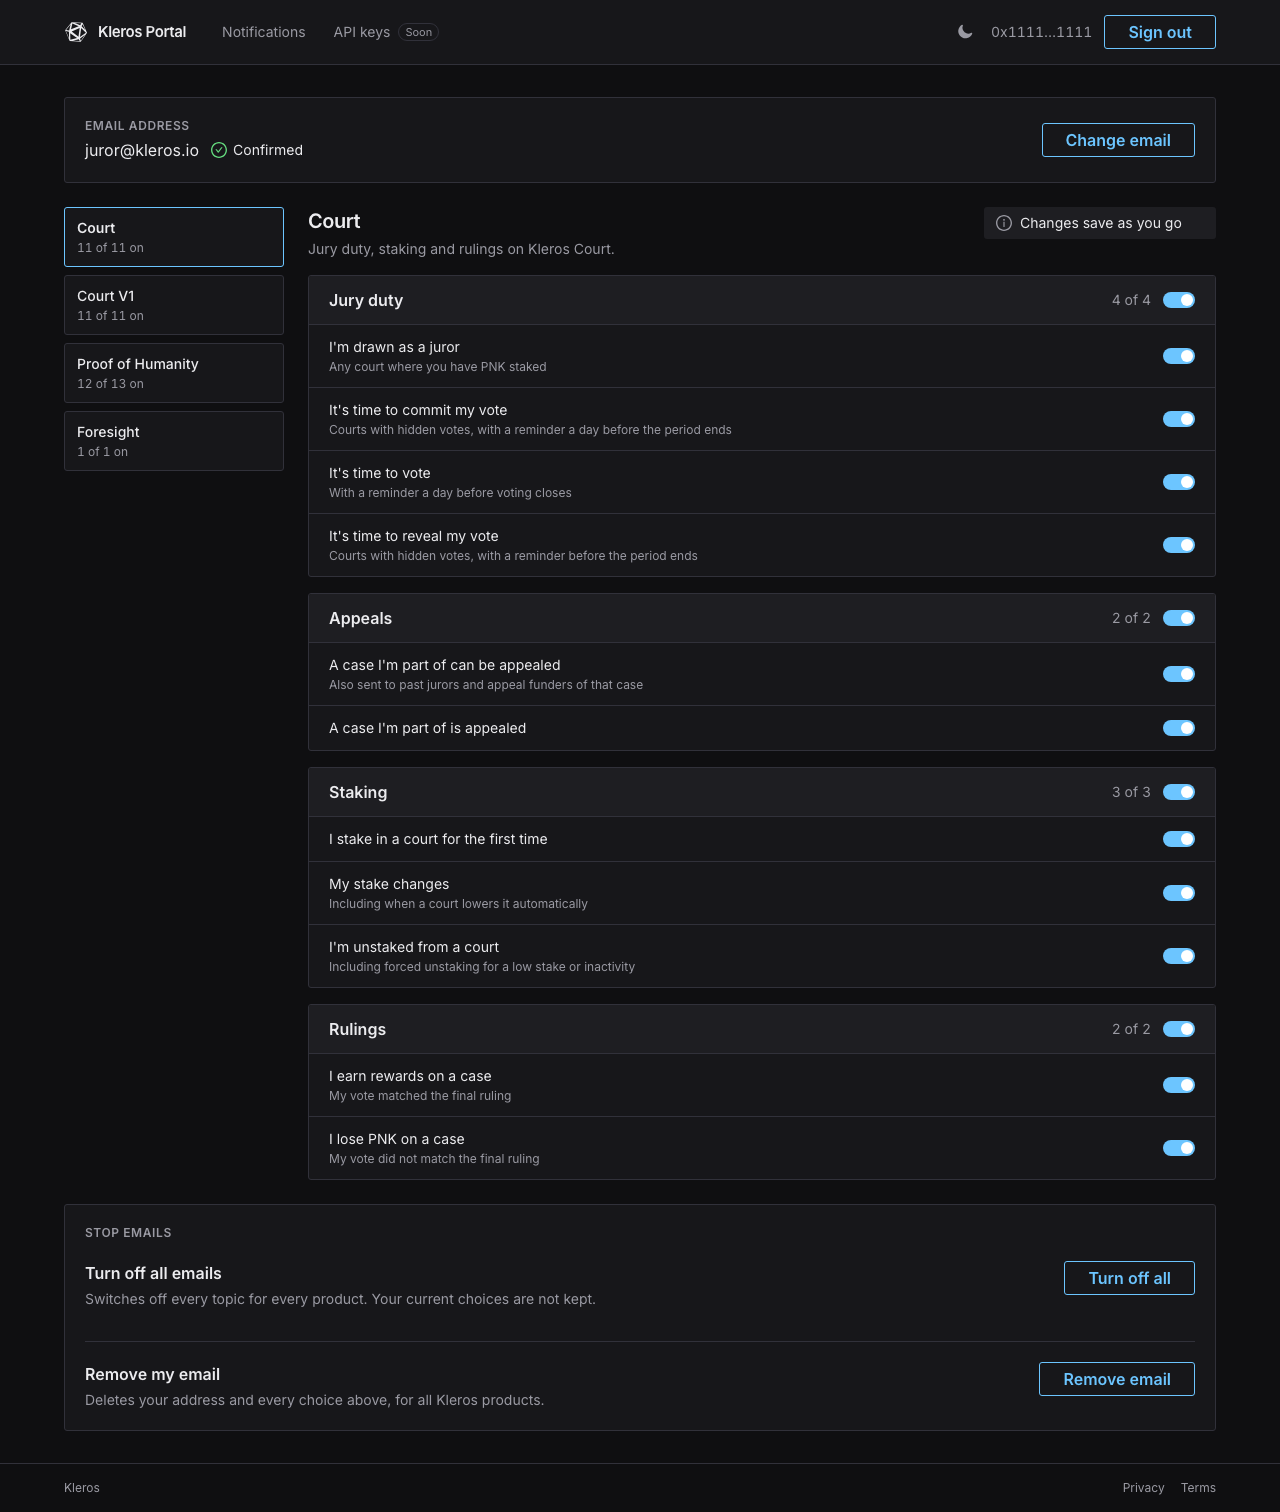 Kleros Portal
Notifications
API keys Soon
0x1111...1111
Sign out
EMAIL ADDRESS
juror@kleros.io Confirmed
Change email
Court
11 of 11 on
Court V1
11 of 11 on
Proof of Humanity
12 of 13 on
Foresight
1 of 1 on
Court
Jury duty, staking and rulings on Kleros Court.
Changes save as you go
Jury duty
4 of 4
I'm drawn as a juror
Any court where you have PNK staked
It's time to commit my vote
Courts with hidden votes, with a reminder a day before the period ends
It's time to vote
With a reminder a day before voting closes
It's time to reveal my vote
Courts with hidden votes, with a reminder before the period ends
Appeals
2 of 2
A case I'm part of can be appealed
Also sent to past jurors and appeal funders of that case
A case I'm part of is appealed
Staking
3 of 3
I stake in a court for the first time
My stake changes
Including when a court lowers it automatically
I'm unstaked from a court
Including forced unstaking for a low stake or inactivity
Rulings
2 of 2
I earn rewards on a case
My vote matched the final ruling
I lose PNK on a case
My vote did not match the final ruling
STOP EMAILS
Turn off all emails
Switches off every topic for every product. Your current choices are not kept.
Turn off all
Remove my email
Deletes your address and every choice above, for all Kleros products.
Remove email
Kleros
Privacy
Terms